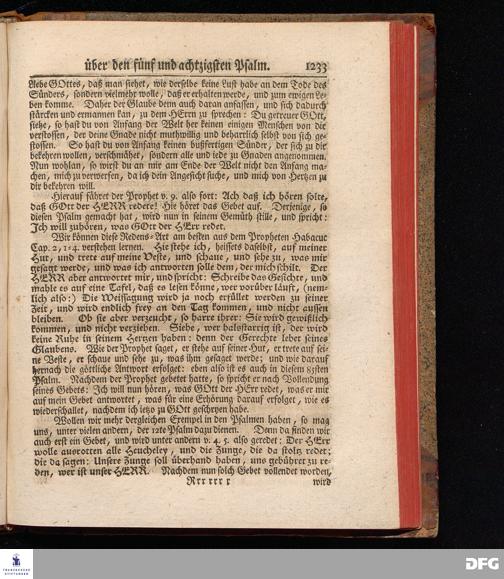 über den fünf und achtzigsten Psalm. 1233
Liebe GOttes, daß man siehet, wie derselbe keine Lust habe an dem Tode des
Sünders, sondern vielmehr wolle, daß er erhalten werde, und zum ewigen Le-
ben komme. Daher der Glaube denn auch daran anfassen, und sich dadurch
stärcken und ermannen kan, zu dem HErrn zu sprechen: Du getreuer GOtt,
siehe, so hast du von Anfang der Welt her keinen einigen Menschen von dir
verstossen, der deine Gnade nicht muthwillig und beharrlich selbst von sich ge-
stossen. So hast du von Anfang keinen bußfertigen Sünder, der sich zu dir
bekehren wollen, verschmähet, sondern alle und jede zu Gnaden angenommen.
Nun wohlan, so wirst du an mir am Ende der Welt nicht den Anfang ma-
chen, mich zu verwerfen, da ich dein Angesicht suche, und mich von Hertzen zu
dir bekehren will.
Hierauf fähret der Prophet v. 9. also fort: Ach daß ich hören solte,
daß GOtt der HERR redete! Hie höret das Gebet auf. Derjenige, so
diesen Psalm gemacht hat, wird nun in seinem Gemüth stille, und spricht:
Ich will zuhören, was GOtt der HErr redet.
Wir können diese Redens-Art am besten aus dem Propheten Habacuc
Cap. 2, 1-4. verstehen lernen. Hie stehe ich, heissets daselbst, auf meiner
Hut, und trete auf meine Veste, und schaue, und sehe zu, was mir
gesagt werde, und was ich antworten solle dem, der mich schilt. Der
HERR aber antwortet mir, und spricht: Schreibe das Gesichte, und
mahle es auf eine Tafel, daß es lesen könne, wer vorüber läuft, (nem-
lich also:) Die Weissagung wird ja noch erfüllet werden zu seiner
Zeit, und wird endlich frey an den Tag kommen, und nicht aussen
bleiben. Ob sie aber verzeucht, so harre ihrer: Sie wird gewißlich
kommen, und nicht verziehen. Siehe, wer halsstarrig ist, der wird
keine Ruhe in seinem Hertzen haben: denn der Gerechte lebet seines
Glaubens. Wie der Prophet saget, er stehe auf seiner Hut, er trete auf sei-
ne Veste, er schaue und sehe zu, was ihm gesaget werde; und wie darauf
hernach die göttliche Antwort erfolget: eben also ist es auch in diesem 85sten
Psalm. Nachdem der Prophet gebetet hatte, so spricht er nach Vollendung
seines Gebets: Ich will nun hören, was GOtt der HErr redet, was er mir
auf mein Gebet antwortet, was für eine Erhörung darauf erfolget, wie es
wiederschallet, nachdem ich jetzo zu GOtt geschryen habe.
Wollen wir mehr dergleichen Exempel in den Psalmen haben, so mag
uns, unter vielen andern, der 12te Psalm dazu dienen. Denn da finden wir
auch erst ein Gebet, und wird unter andern v. 4. 5. also geredet: Der HErr
wolle ausrotten alle Heucheley, und die Zunge, die da stoltz redet;
die da sagen: Unsere Zunge soll überhand haben, uns gebühret zu re-
den, wer ist unser HERR. Nachdem nun solch Gebet vollendet worden,
Rrr rrr r wird
FRANCKESCHE
STIFTUNGEN
DFG